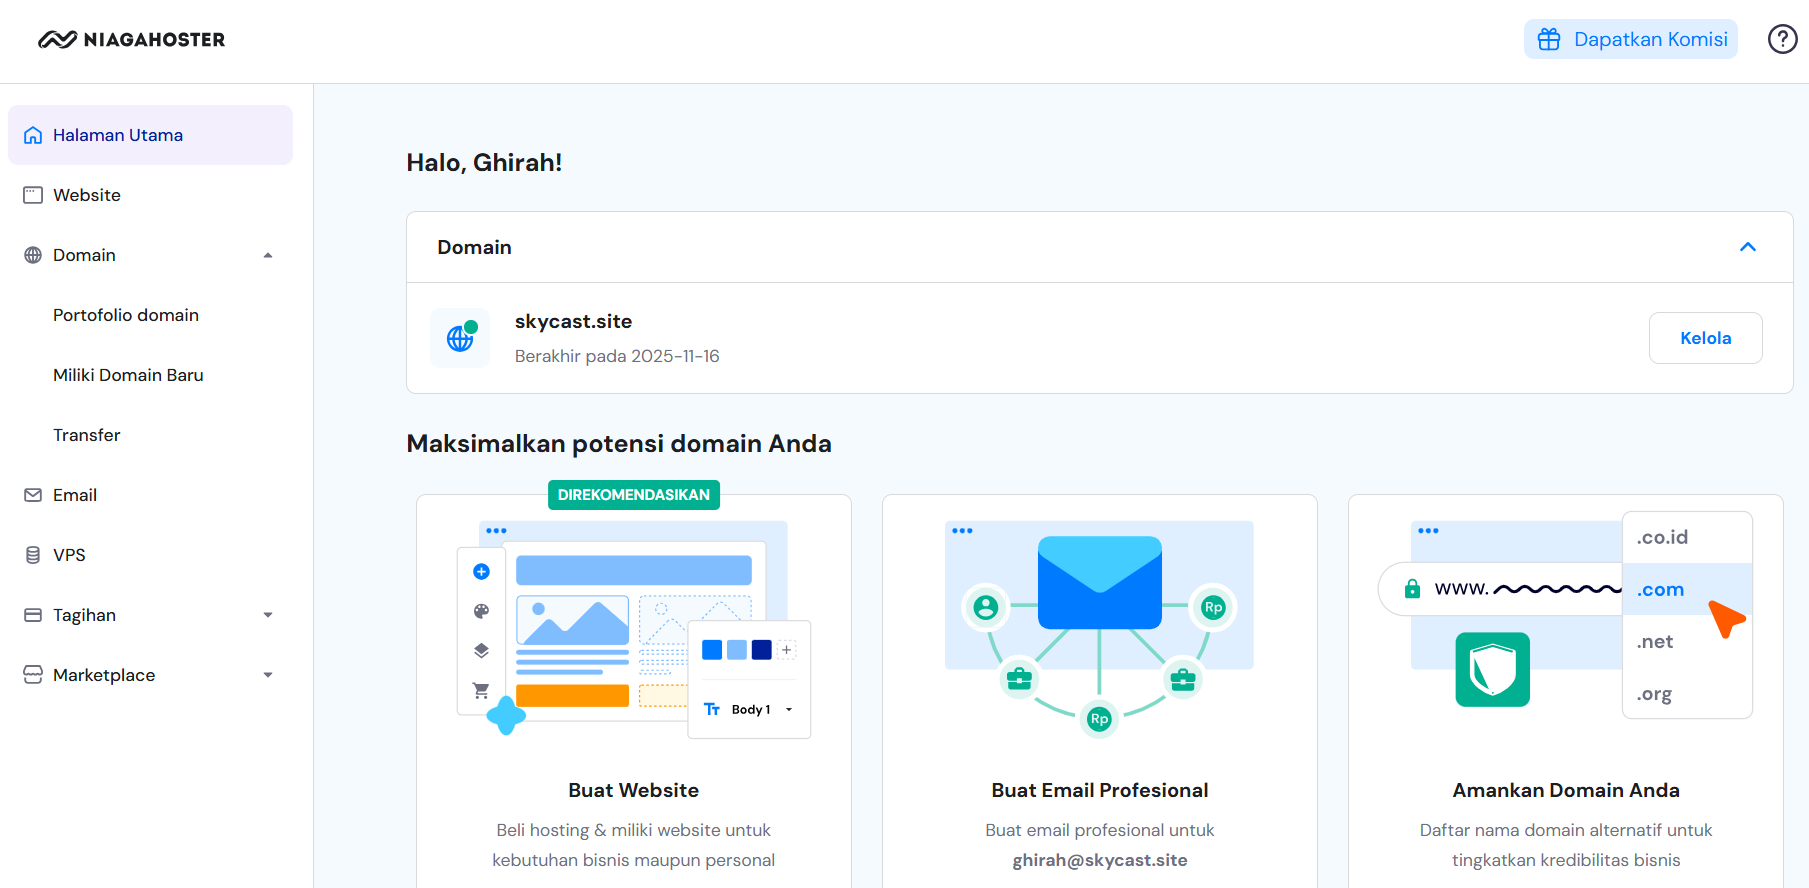 NIAGAHOSTER
Dapatkan Komisi
?
Halaman Utama
Website
Domain
Portofolio domain
Miliki Domain Baru
Transfer
Email
VPS
Tagihan
Marketplace
Halo, Ghirah!
Domain
skycast.site
Berakhir pada 2025-11-16
Kelola
Maksimalkan potensi domain Anda
DIREKOMENDASIKAN
Tт Body 1
Buat Website
Beli hosting & miliki website untuk
kebutuhan bisnis maupun personal
Rp
Rp
Buat Email Profesional
Buat email profesional untuk
ghirah@skycast.site
www.
.co.id
.com
.net
.org
Amankan Domain Anda
Daftar nama domain alternatif untuk
tingkatkan kredibilitas bisnis